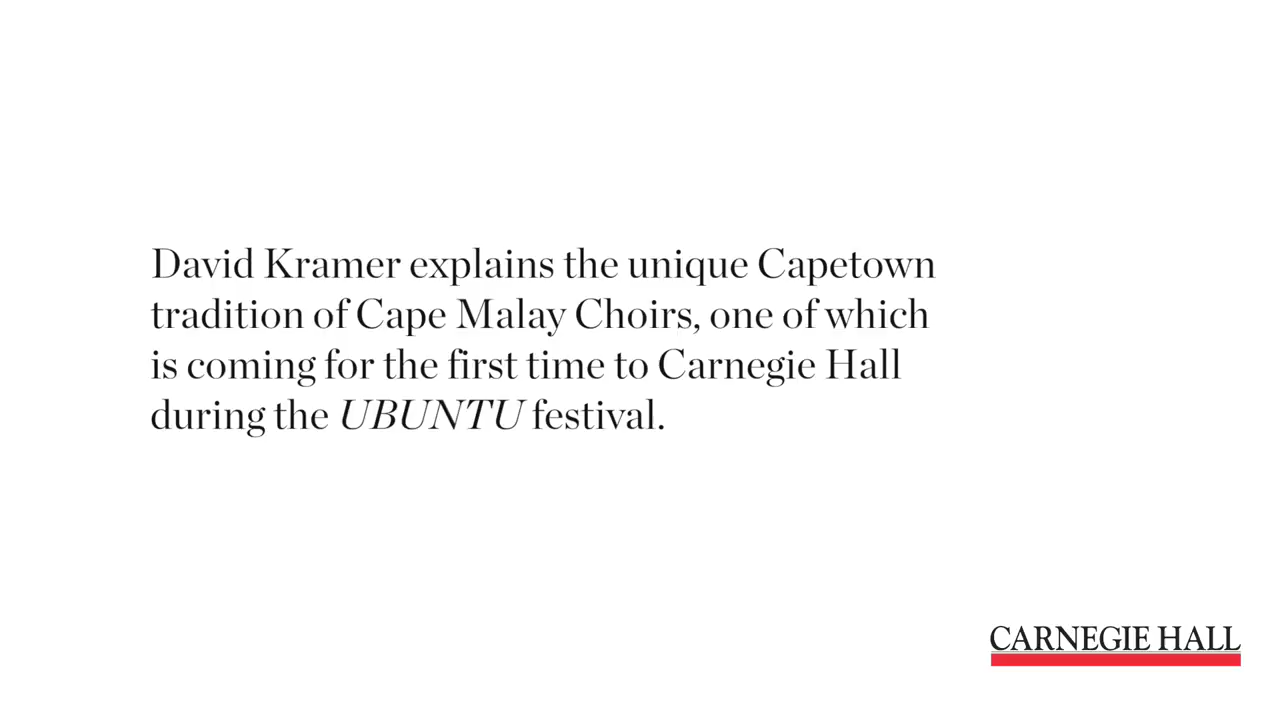 David Kramer explains the unique Capetown
tradition of Cape Malay Choirs, one of which
is coming for the first time to Carnegie Hall
during the UBUNTU festival.
CARNEGIE HALL